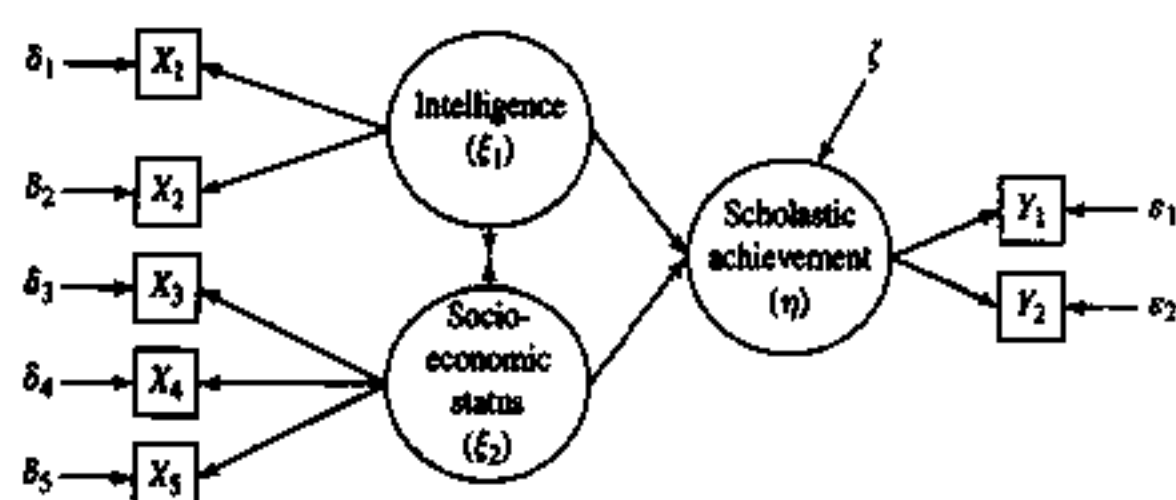 δ₁
X₁
δ₂
X₂
δ₃
X₃
δ₄
X₄
δ₅
X₅
Intelligence
(ξ₁)
Socio-
economic
status
(ξ₂)
ζ
Scholastic
achievement
(η)
Y₁
ε₁
Y₂
ε₂